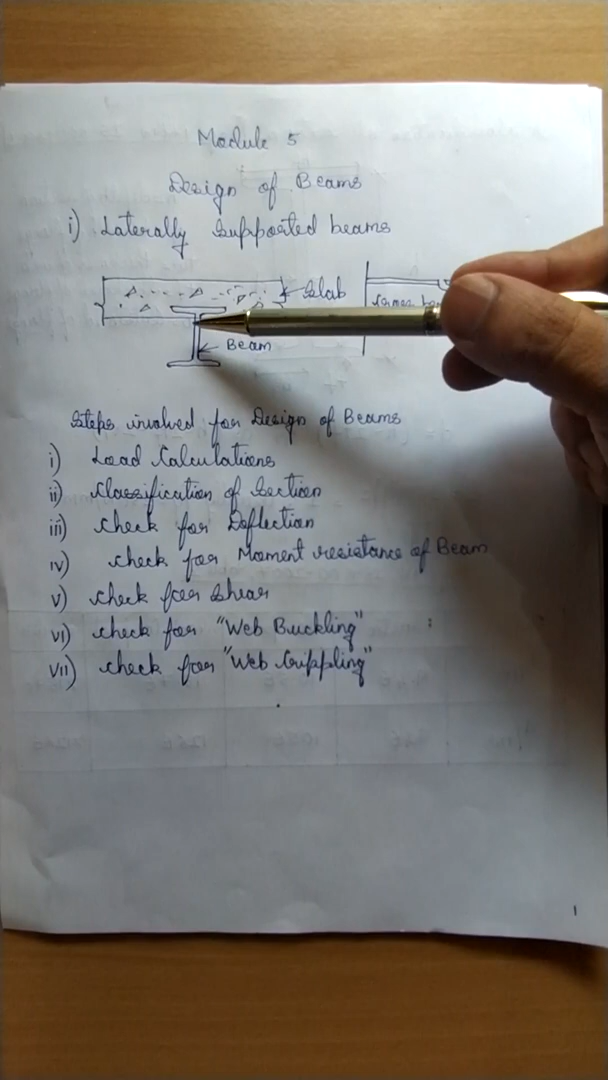 Module 5
Design of Beams
i) Laterally Supported beams
Slab
Beam
Steps involved for Design of Beams
i) Load Calculations
ii) Classification of Section
iii) Check for Deflection
iv) check for Moment resistance of Beam
v) Check for Shear
vi) Check for "Web Buckling"
vii) Check for "Web Crippling"
1